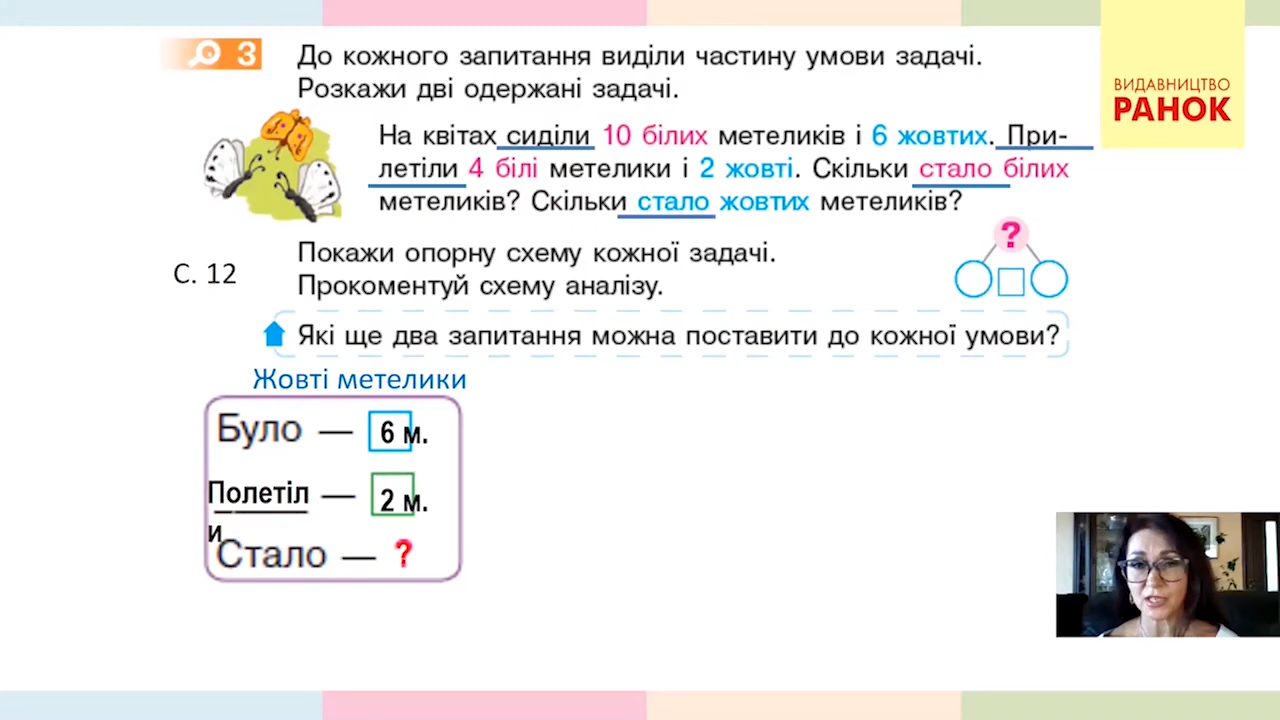 3
До кожного запитання виділи частину умови задачі.
Розкажи дві одержані задачі.
ВИДАВНИЦТВО
РАНОК
На квітах сиділи 10 білих метеликів і 6 жовтих. При-
летіли 4 білі метелики і 2 жовті. Скільки стало білих
метеликів? Скільки стало жовтих метеликів?
С. 12
Покажи опорну схему кожної задачі.
Прокоментуй схему аналізу.
?
Які ще два запитання можна поставити до кожної умови?
Жовті метелики
Було — 6 м.
Полетіл — 2 м.
и
Стало — ?